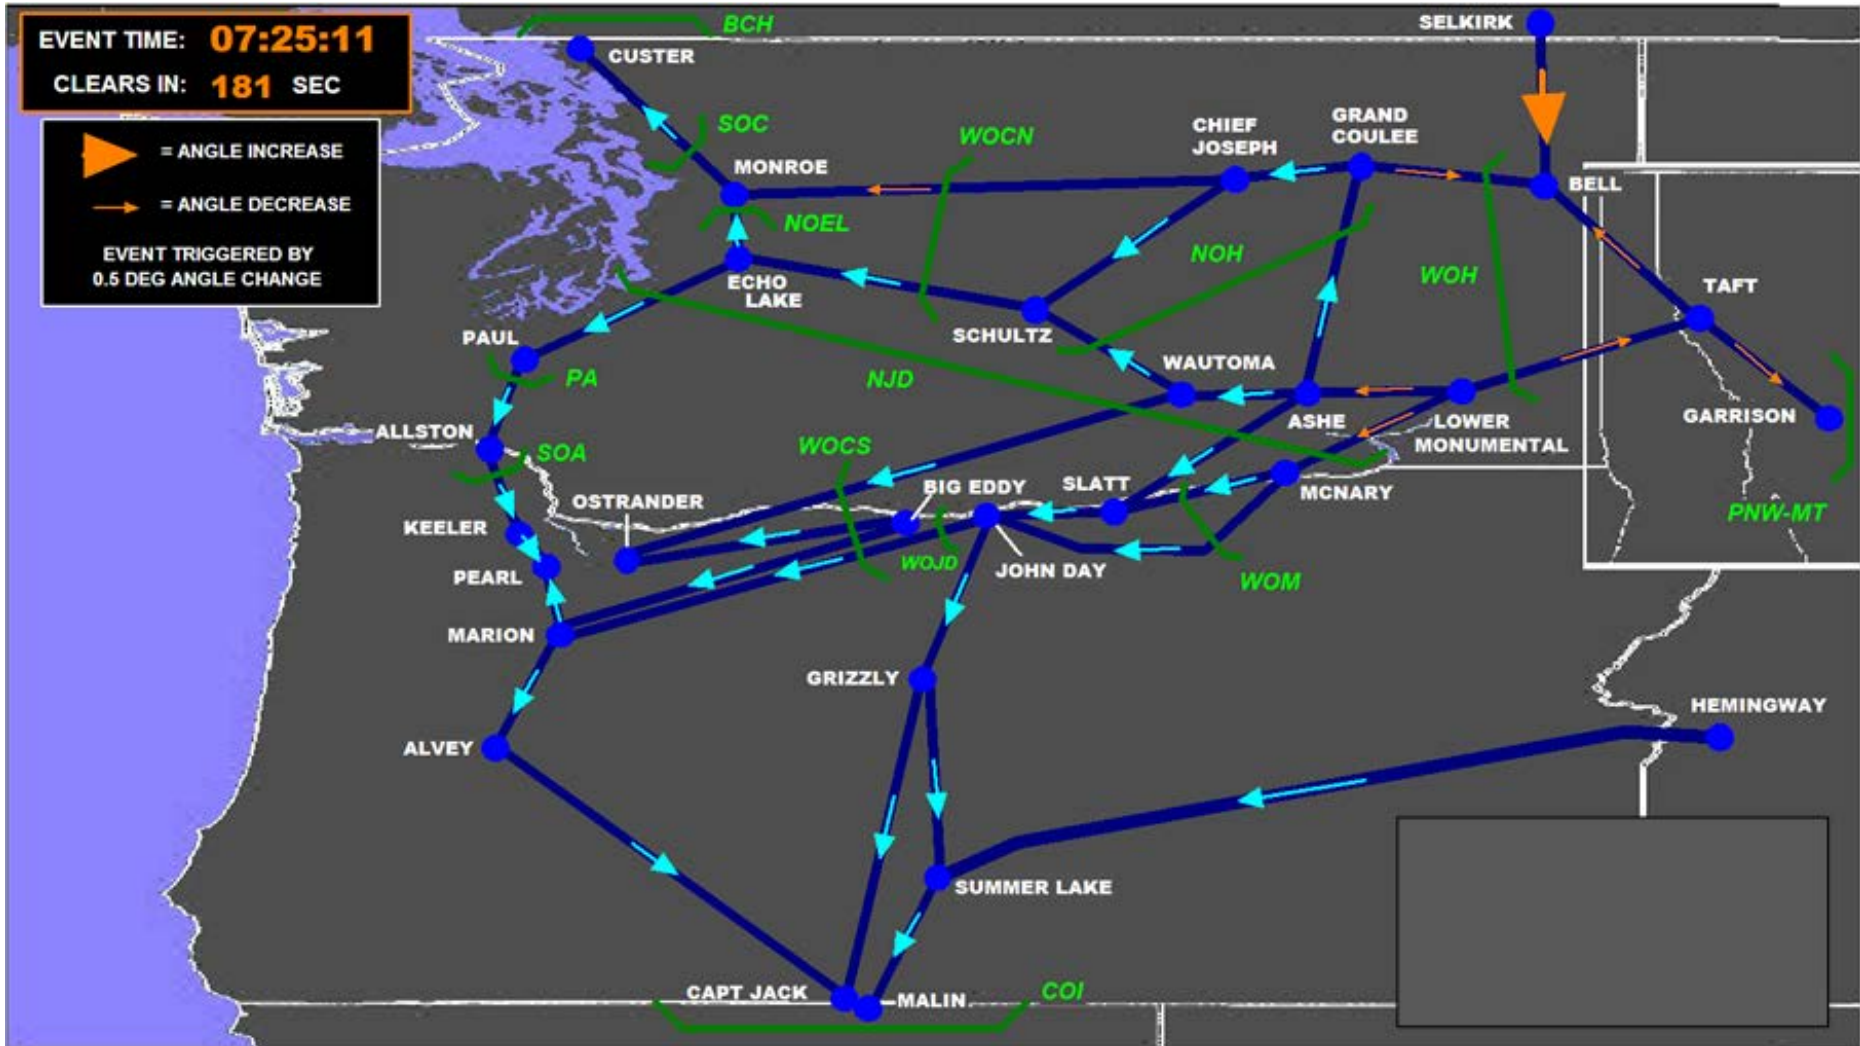 EVENT TIME: 07:25:11
CLEARS IN: 181 SEC
= ANGLE INCREASE
= ANGLE DECREASE
EVENT TRIGGERED BY
0.5 DEG ANGLE CHANGE
BCH
SELKIRK
CUSTER
SOC
WOCN
CHIEF
JOSEPH
GRAND
COULEE
MONROE
BELL
NOEL
NOH
WOH
ECHO
LAKE
TAFT
SCHULTZ
PAUL
WAUTOMA
PA
NJD
ALLSTON
ASHE
LOWER
MONUMENTAL
GARRISON
SOA
WOCS
BIG EDDY
SLATT
MCNARY
OSTRANDER
KEELER
PNW-MT
WOJD
JOHN DAY
WOM
PEARL
MARION
GRIZZLY
HEMINGWAY
ALVEY
SUMMER LAKE
CAPT JACK
MALIN
COI